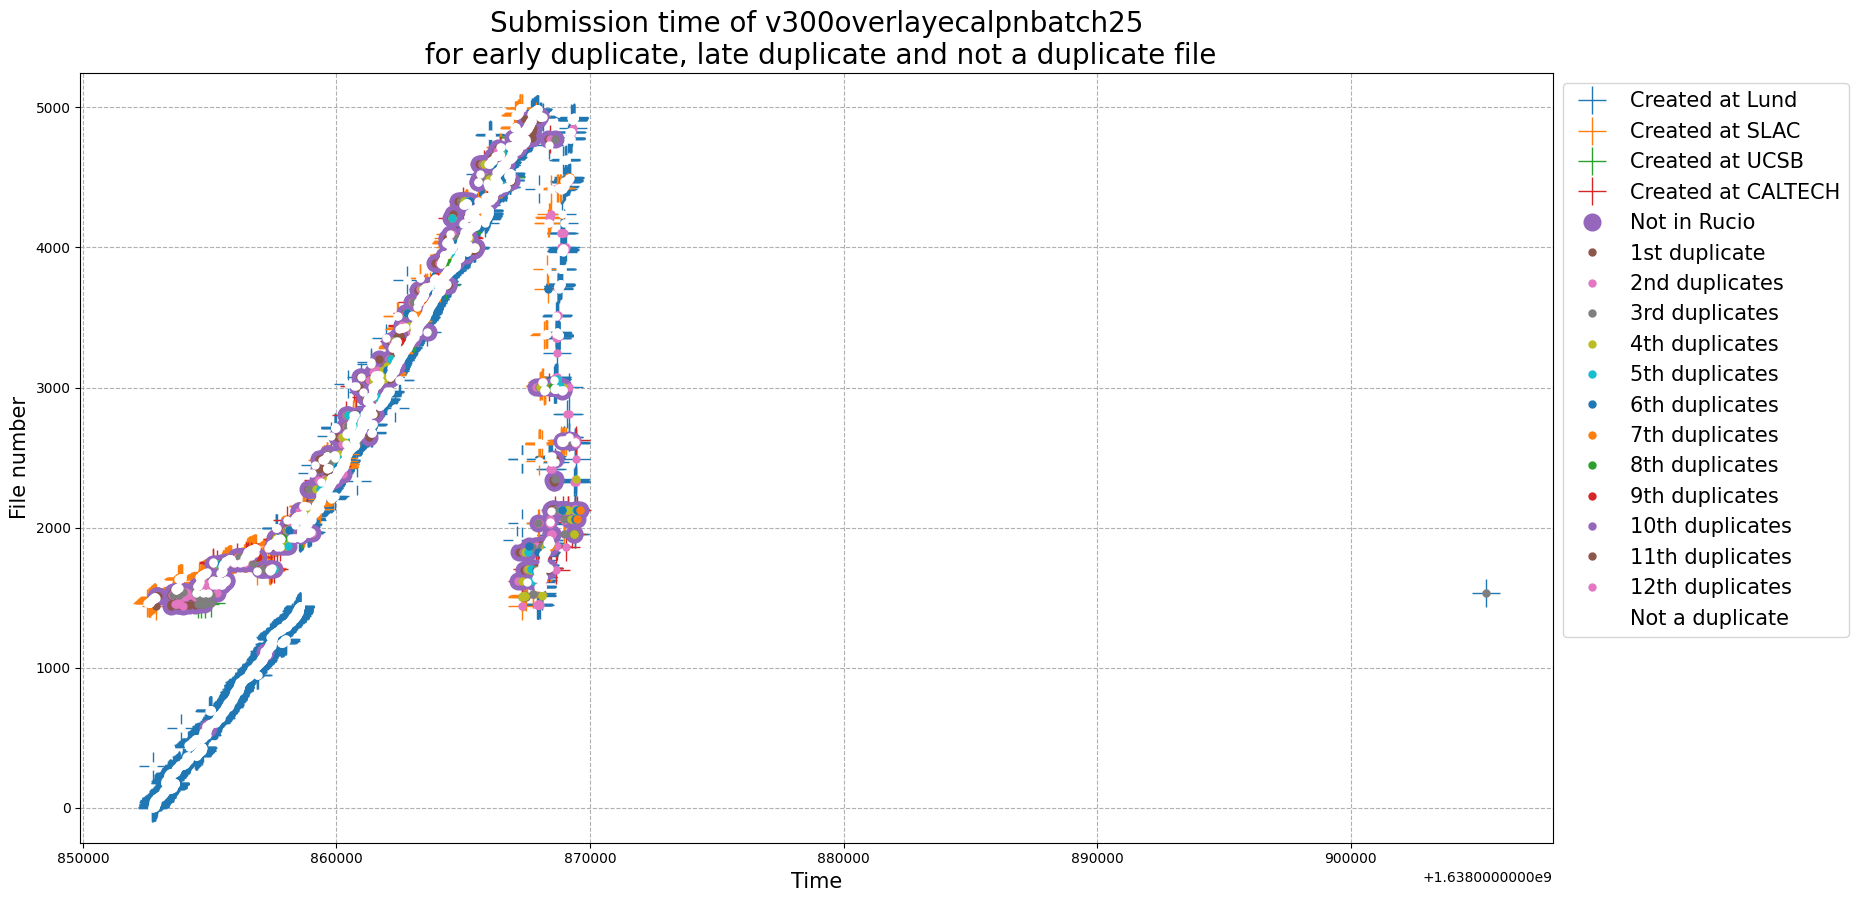 Submission time of v300overlayecalpnbatch25
for early duplicate, late duplicate and not a duplicate file
5000
4000
3000
2000
1000
0
File number
850000
860000
870000
880000
890000
900000
Time
+1.6380000000e9
Created at Lund
Created at SLAC
Created at UCSB
Created at CALTECH
Not in Rucio
1st duplicate
2nd duplicates
3rd duplicates
4th duplicates
5th duplicates
6th duplicates
7th duplicates
8th duplicates
9th duplicates
10th duplicates
11th duplicates
12th duplicates
Not a duplicate